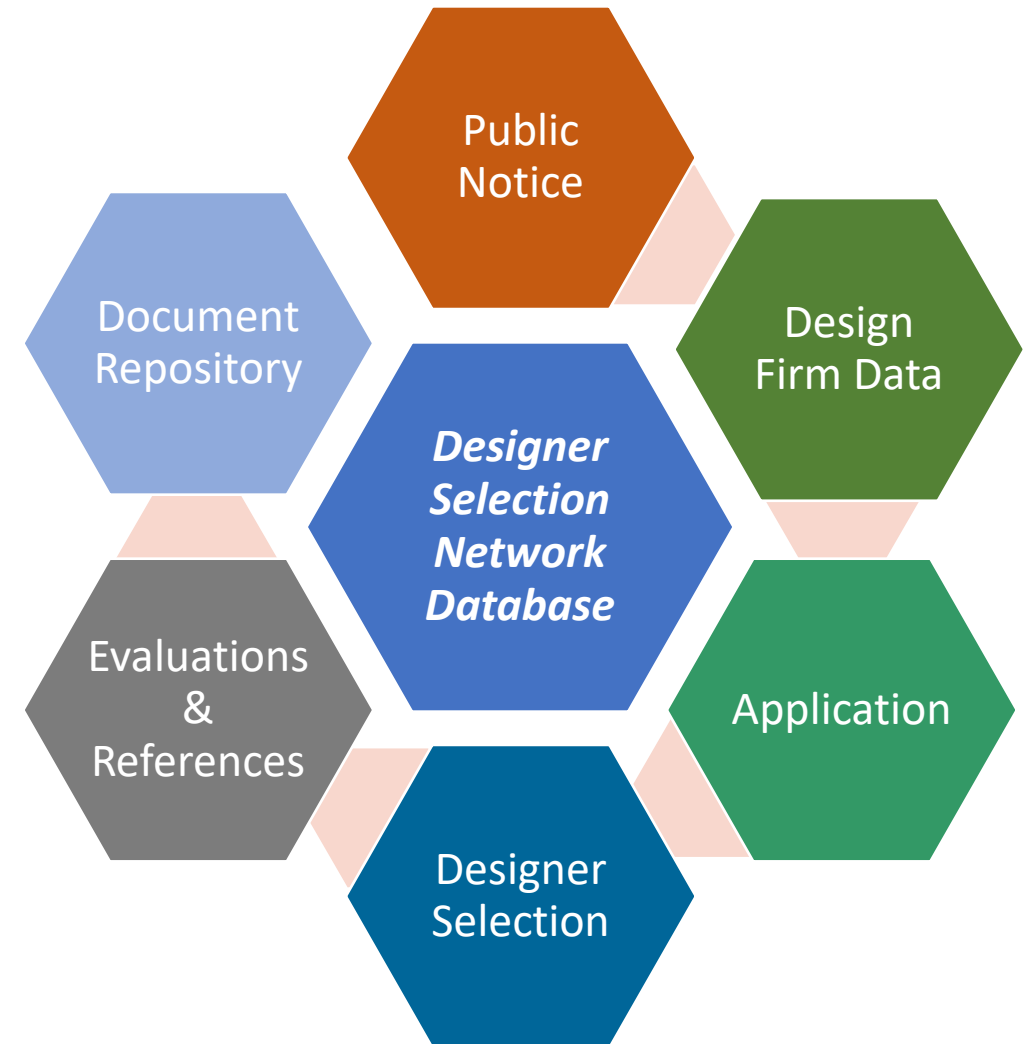 Public
Notice
Document
Repository
Design
Firm Data
Designer
Selection
Network
Database
Evaluations
&
References
Application
Designer
Selection